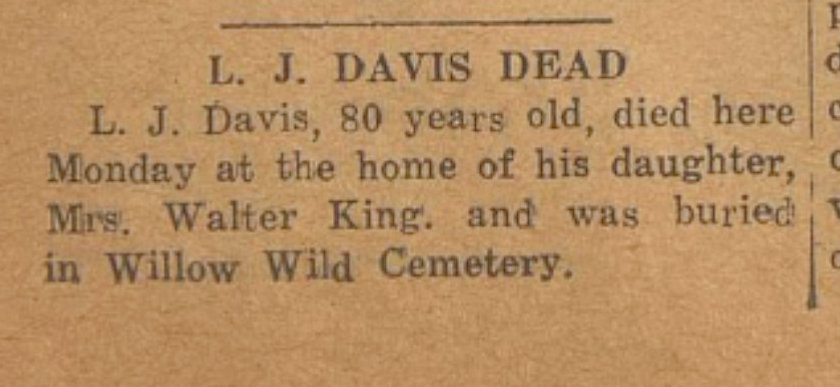 L. J. DAVIS DEAD
L. J. Davis, 80 years old, died here
Monday at the home of his daughter,
Mrs. Walter King. and was buried
in Willow Wild Cemetery.